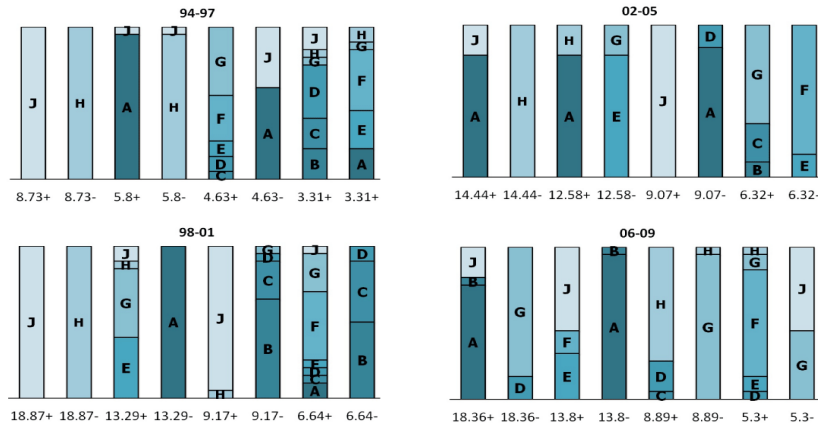 94-97
J
H
J
A
J
H
G
F
E
D
C
J
A
J
H
G
D
C
B
H
G
F
E
A
8.73+ 8.73- 5.8+ 5.8- 4.63+ 4.63- 3.31+ 3.31+
02-05
J
A
H
H
A
G
E
J
D
A
G
C
B
F
E
14.44+ 14.44- 12.58+ 12.58- 9.07+ 9.07- 6.32+ 6.32-
98-01
J
H
J
H
G
E
A
J
H
G
D
C
B
J
G
F
E
D
C
A
D
C
B
18.87+ 18.87- 13.29+ 13.29- 9.17+ 9.17- 6.64+ 6.64-
06-09
J
B
A
G
D
J
F
E
B
A
H
D
C
H
G
H
G
F
E
D
J
G
18.36+ 18.36- 13.8+ 13.8- 8.89+ 8.89- 5.3+ 5.3-